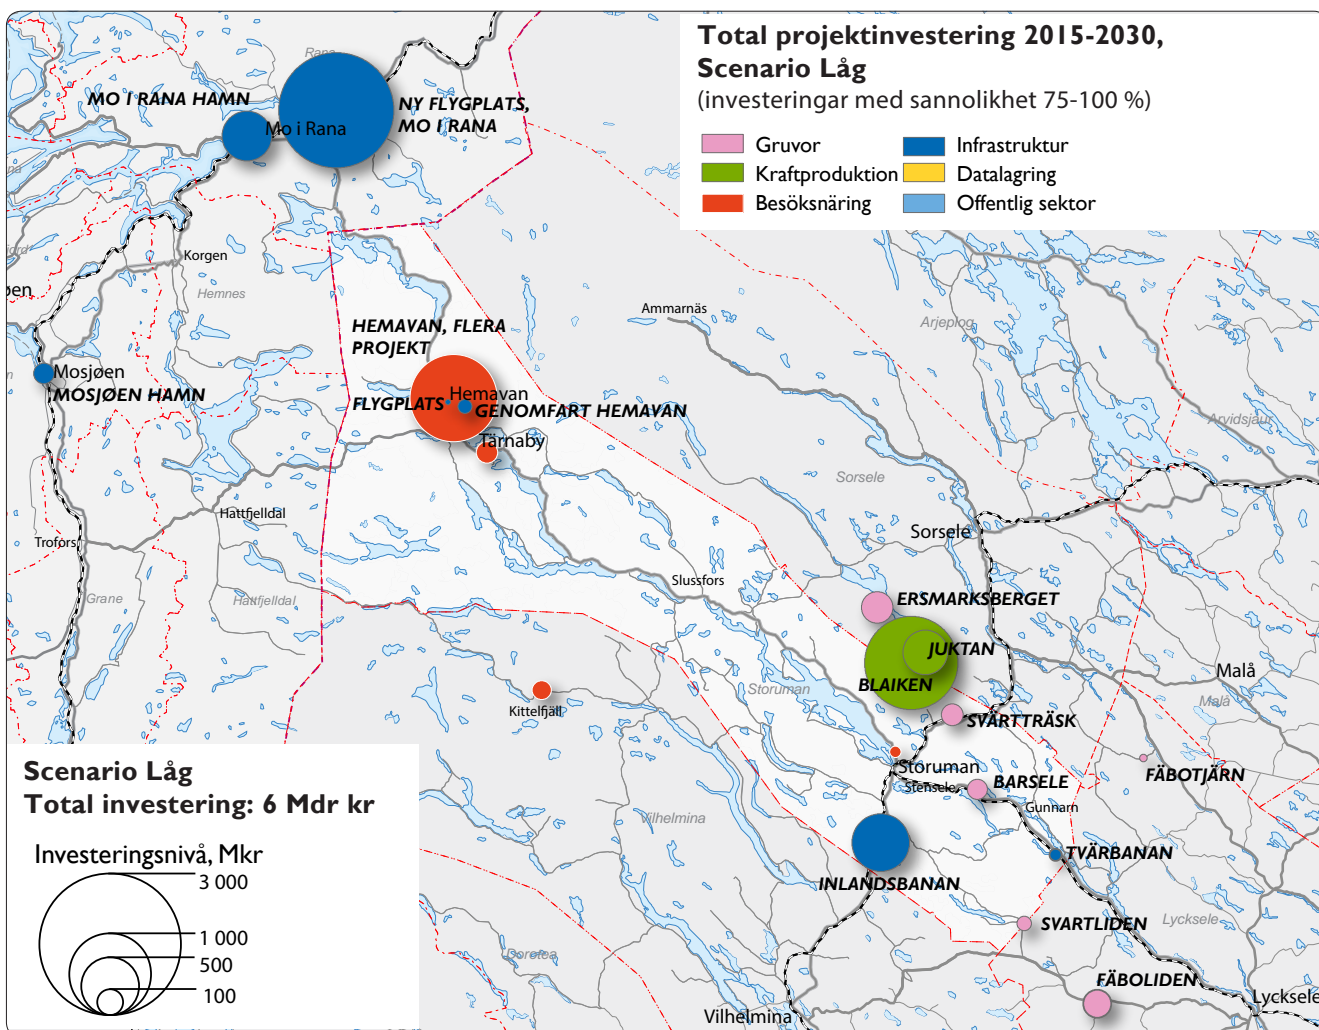 Total projektinvestering 2015-2030,
Scenario Låg
(investeringar med sannolikhet 75-100 %)
Gruvor
Infrastruktur
Kraftproduktion
Datalagring
Besöksnäring
Offentlig sektor
Rana
MO I RANA HAMN
Mo i Rana
NY FLYGPLATS,
MO I RANA
Korgen
Hemnes
Ammarnäs
Arjeplog
HEMAVAN, FLERA
PROJEKT
Mosjøen
MOSJØEN HAMN
Hemavan
FLYGPLATS
GENOMFART HEMAVAN
Tärnaby
Arvidsjaur
Sorsele
Hattfjelldal
Trofors
Sorsele
Slussfors
Grane
Hattfjelldal
ERSMARKSBERGET
JUKTAN
BLAIKEN
Storuman
Malå
Malå
Kittelfjäll
SVÄRTTRÄSK
Storuman
FÄBOTJÄRN
Stensele
BARSELE
Gunnarn
Vilhelmina
TVÄRBANAN
INLANDSBANAN
SVARTLIDEN
Lycksele
Dorotea
FÄBOLIDEN
Lycksele
Vilhelmina
Scenario Låg
Total investering: 6 Mdr kr
Investeringsnivå, Mkr
3 000
1 000
500
100